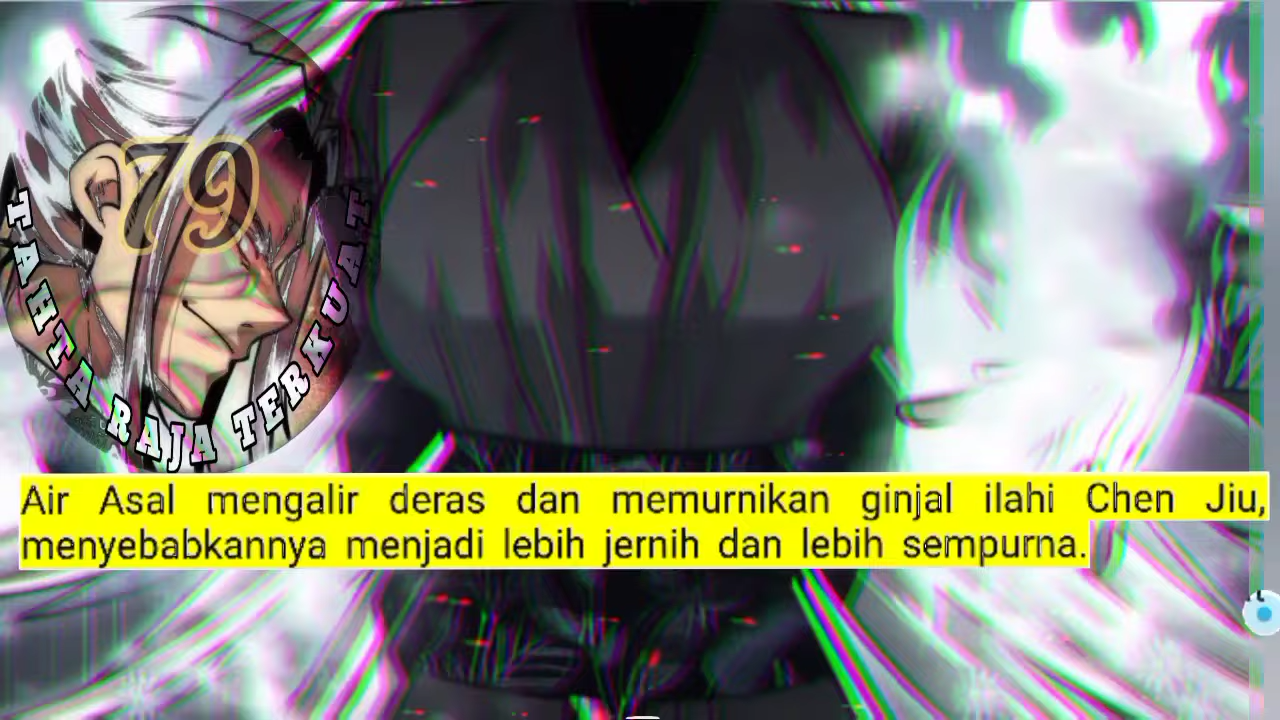 79
TAHTA RAJA TERKUAT
Air Asal mengalir deras dan memurnikan ginjal ilahi Chen Jiu,
menyebabkannya menjadi lebih jernih dan lebih sempurna.